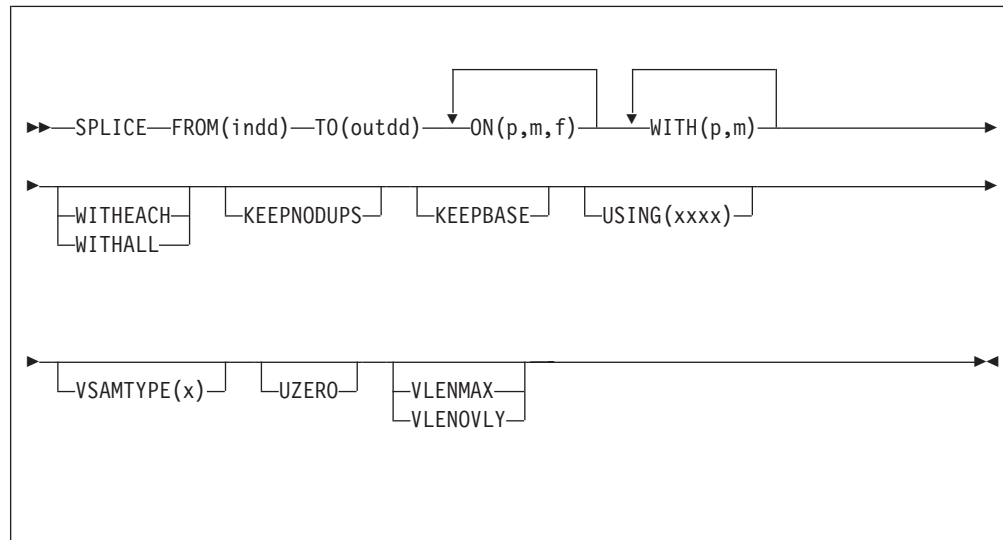 SPLICE FROM(indd) TO(outdd) ON(p,m,f) WITH(p,m)
WITHEACH KEEPNODUPS KEEPBASE USING(xxxx)
WITHALL
VSAMTYPE(x) UZERO VLENMAX
VLENOVLY